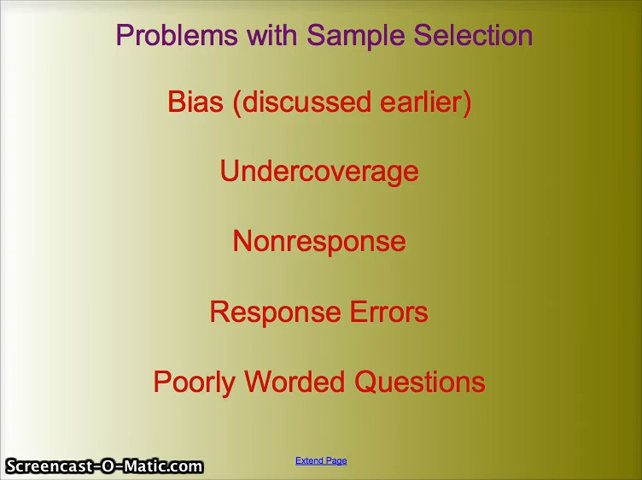 Problems with Sample Selection
Bias (discussed earlier)
Undercoverage
Nonresponse
Response Errors
Poorly Worded Questions
Extend Page
Screencast-O-Matic.com